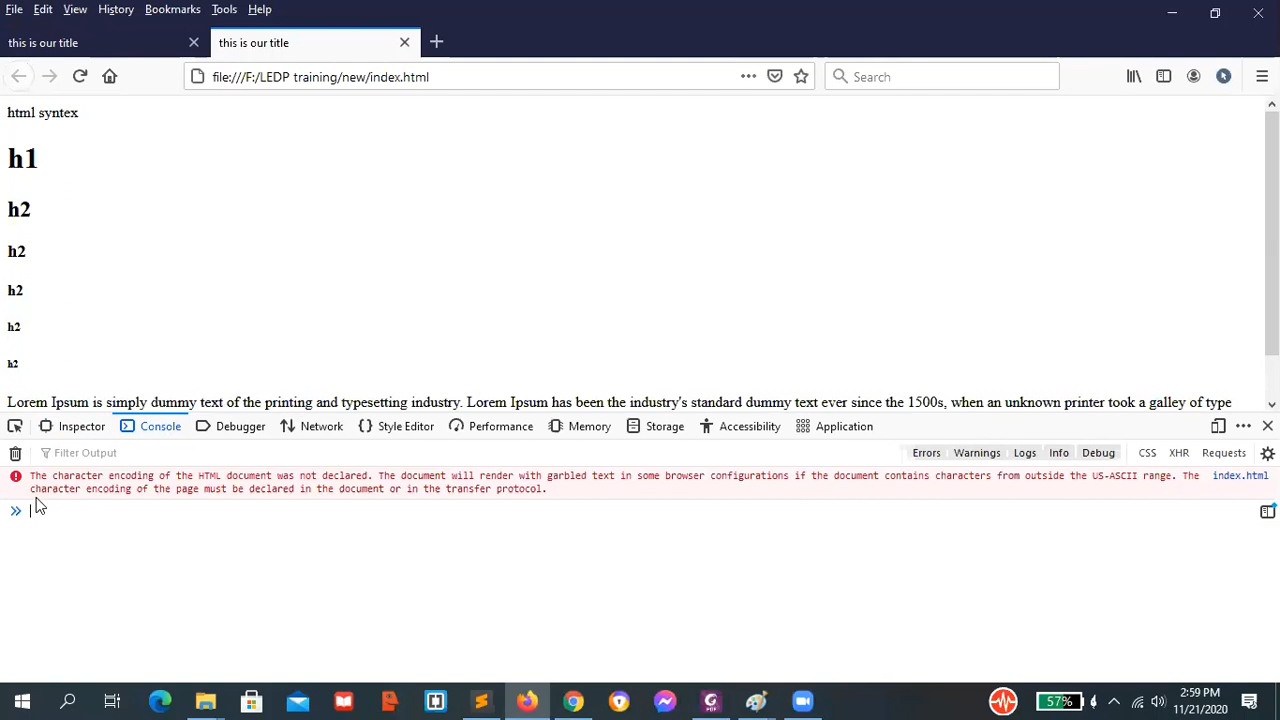 File Edit View History Bookmarks Tools Help
this is our title this is our title
file:///F:/LEDP training/new/index.html Search
html syntex
h1
h2
h2
h2
h2
h2
Lorem Ipsum is simply dummy text of the printing and typesetting industry. Lorem Ipsum has been the industry's standard dummy text ever since the 1500s, when an unknown printer took a galley of type
Inspector Console Debugger Network Style Editor Performance Memory Storage Accessibility Application
Filter Output Errors Warnings Logs Info Debug CSS XHR Requests
The character encoding of the HTML document was not declared. The document will render with garbled text in some browser configurations if the document contains characters from outside the US-ASCII range. The index.html
character encoding of the page must be declared in the document or in the transfer protocol.
57% 2:59 PM
11/21/2020